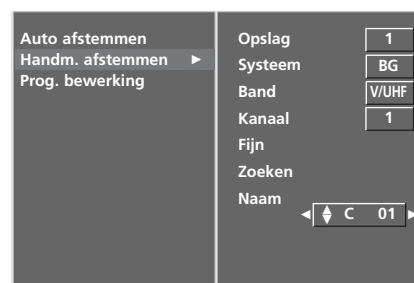 Auto afstemmen
Handm. afstemmen ►
Prog. bewerking
Opslag 1
Systeem BG
Band V/UHF
Kanaal 1
Fijn
Zoeken
Naam
C 01